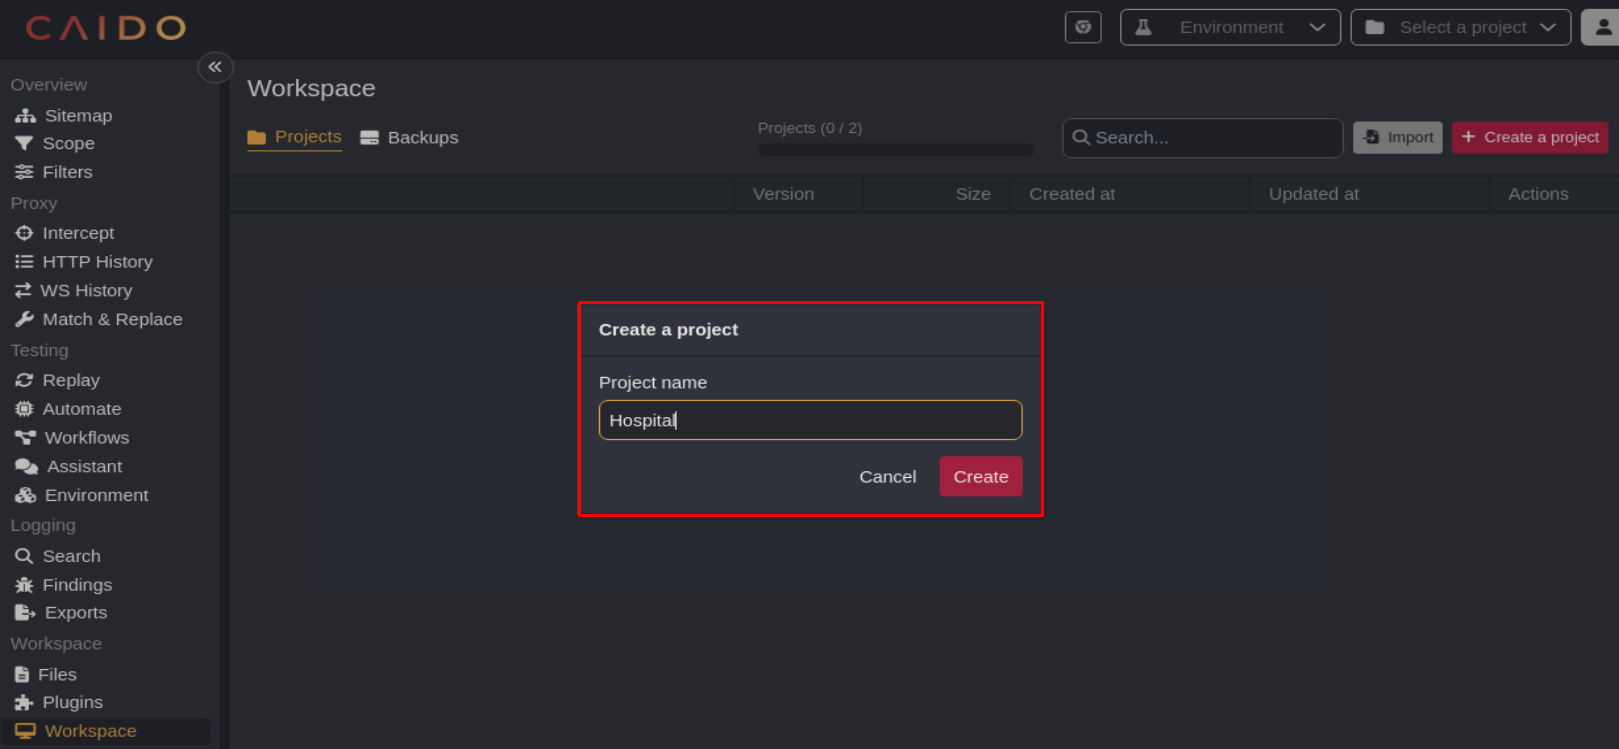 CAIDO
Environment
Select a project
Overview
Sitemap
Scope
Filters
Proxy
Intercept
HTTP History
WS History
Match & Replace
Testing
Replay
Automate
Workflows
Assistant
Environment
Logging
Search
Findings
Exports
Workspace
Files
Plugins
Workspace
Workspace
Projects
Backups
Projects (0 / 2)
Search...
Import
+ Create a project
Version
Size
Created at
Updated at
Actions
Create a project
Project name
Hospital
Cancel
Create